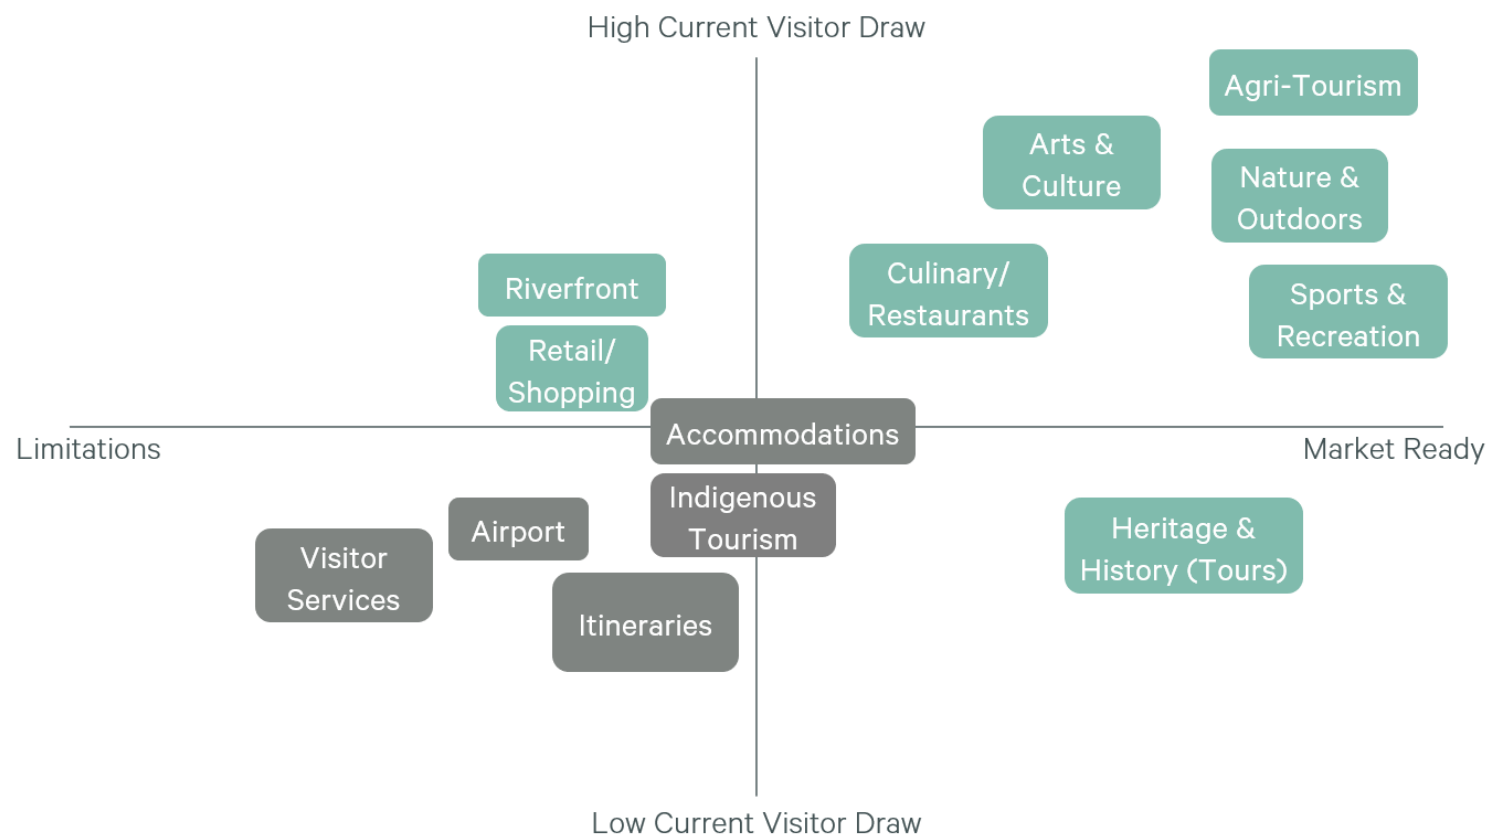 High Current Visitor Draw
Agri-Tourism
Arts &
Culture
Nature &
Outdoors
Culinary/
Restaurants
Riverfront
Sports &
Recreation
Retail/
Shopping
Accommodations
Limitations
Market Ready
Indigenous
Tourism
Airport
Heritage &
History (Tours)
Visitor
Services
Itineraries
Low Current Visitor Draw